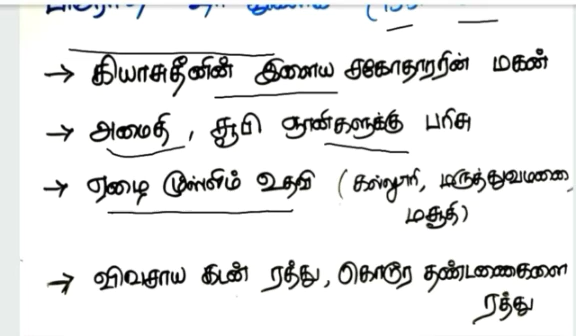 → கியாசுதீனின் இளைய சகோதரரின் மகன்
→ அமைதி, சூபி ஞானிகளுக்கு பரிசு
→ ஏழை முஸ்லிம் உதவி (கல்லூரி, மருத்துவமனை,
மசூதி)
→ விவசாய கடன் ரத்து, கொடூர தண்டணைகளை
ரத்து